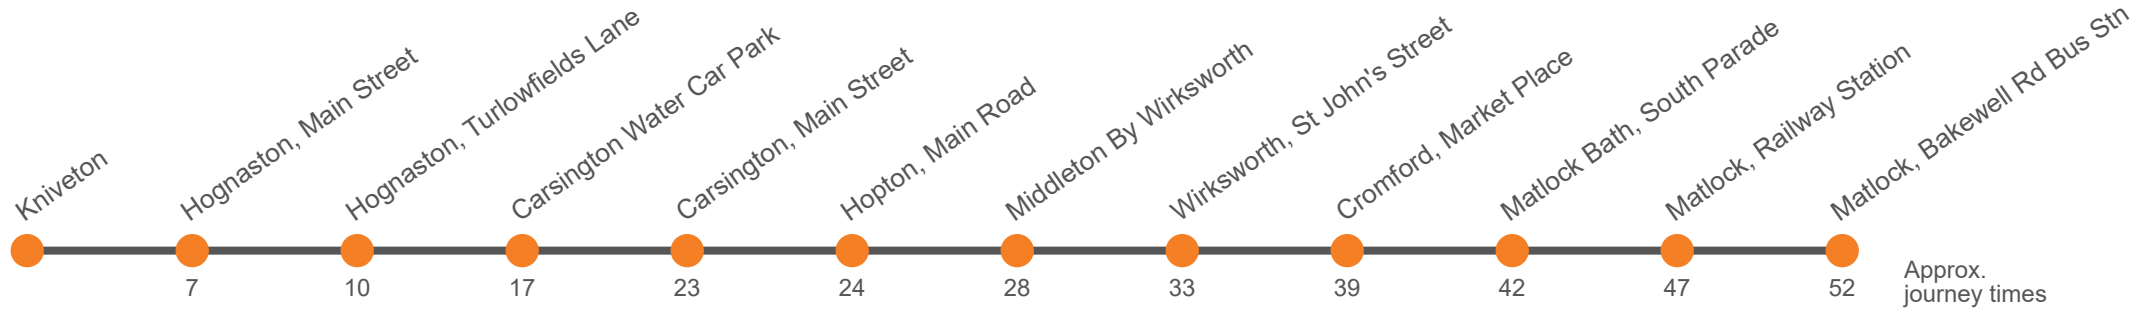 Kniveton
Hognaston, Main Street
Hognaston, Turlowfields Lane
Carsington Water Car Park
Carsington, Main Street
Hopton, Main Road
Middleton By Wirksworth
Wirksworth, St John's Street
Cromford, Market Place
Matlock Bath, South Parade
Matlock, Railway Station
Matlock, Bakewell Rd Bus Stn
7 10 17 23 24 28 33 39 42 47 52
Approx.
journey times